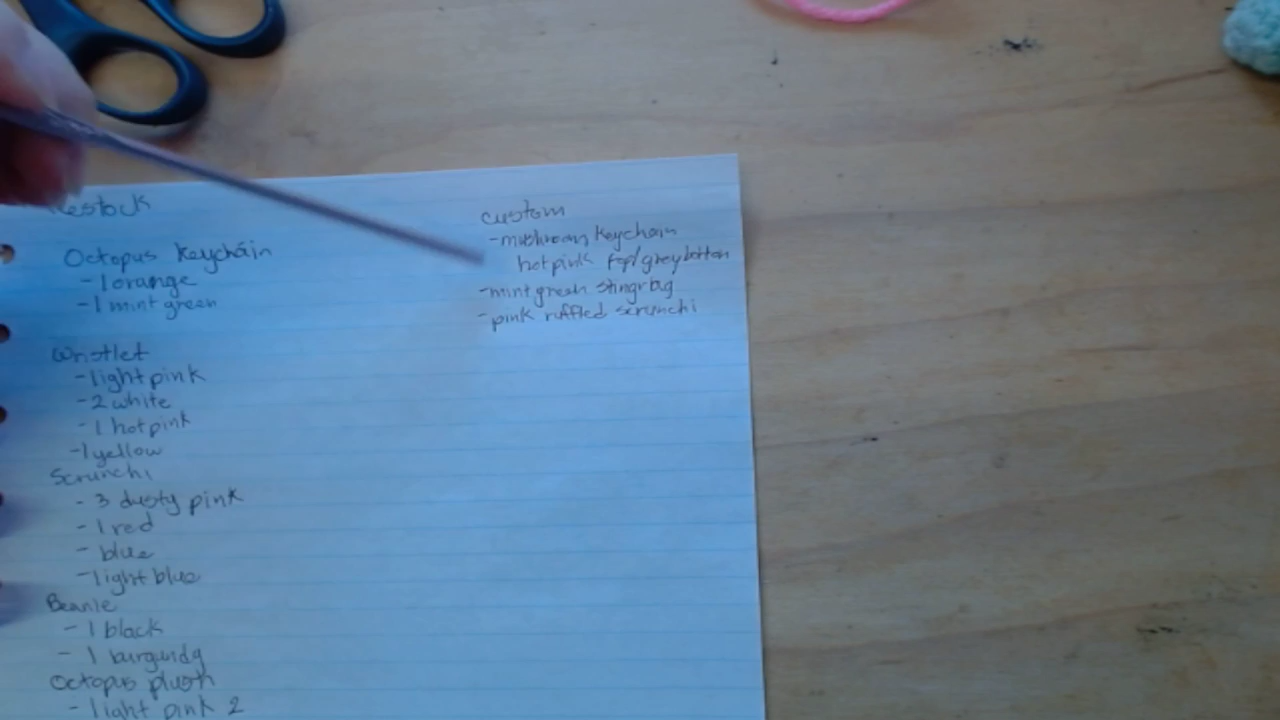 Restock
Octopus Keychain
- 1 orange
- 1 mint green
Wristlet
- light pink
- 2 white
- 1 hot pink
- 1 yellow
Scrunchi
- 3 dusty pink
- 1 red
- blue
- light blue
Beanie
- 1 black
- 1 burgundy
Octopus plush
- light pink 2
custom
- mushroom keychain
hot pink top/grey bottom
- mint green bag
- pink ruffled scrunchi